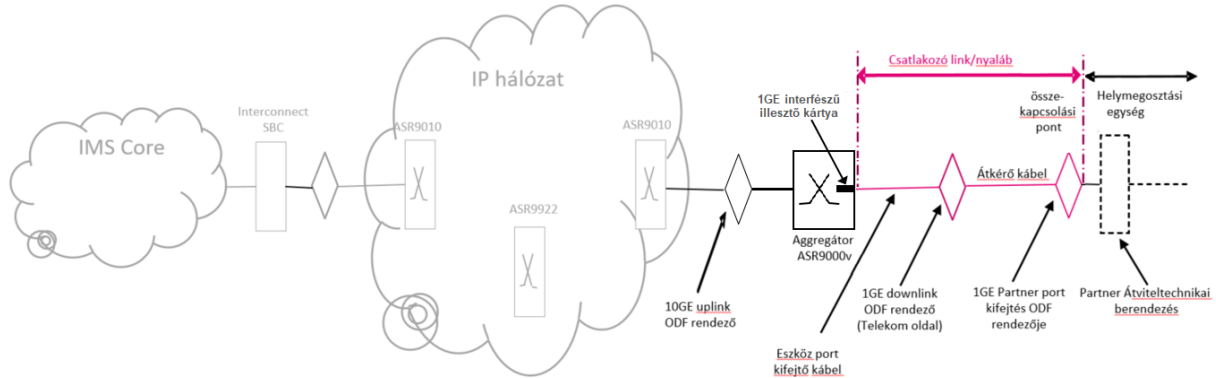 IMS Core
Interconnect
SBC
IP hálózat
ASR9010
ASR9010
ASR9922
10GE uplink
ODF rendező
1GE interfészű
illesztő kártya
Aggregátor
ASR9000v
Csatlakozó link/nyaláb
össze-
kapcsolási
pont
Helymegosztási
egység
Átkérő kábel
Eszköz port
kifejtő kábel
1GE downlink
ODF rendező
(Telekom oldal)
1GE Partner port
kifejtés ODF
rendezője
Partner Átviteltechnikai
berendezés